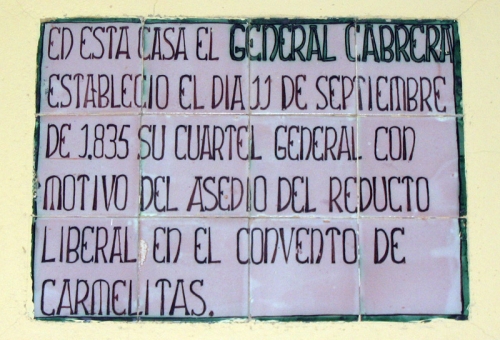 EN ESTA CASA EL GENERAL CABRERA
ESTABLECIO EL DIA 11 DE SEPTIEMBRE
DE 1.835 SU CUARTEL GENERAL CON
MOTIVO DEL ASEDIO DEL REDUCTO
LIBERAL EN EL CONVENTO DE
CARMELITAS.